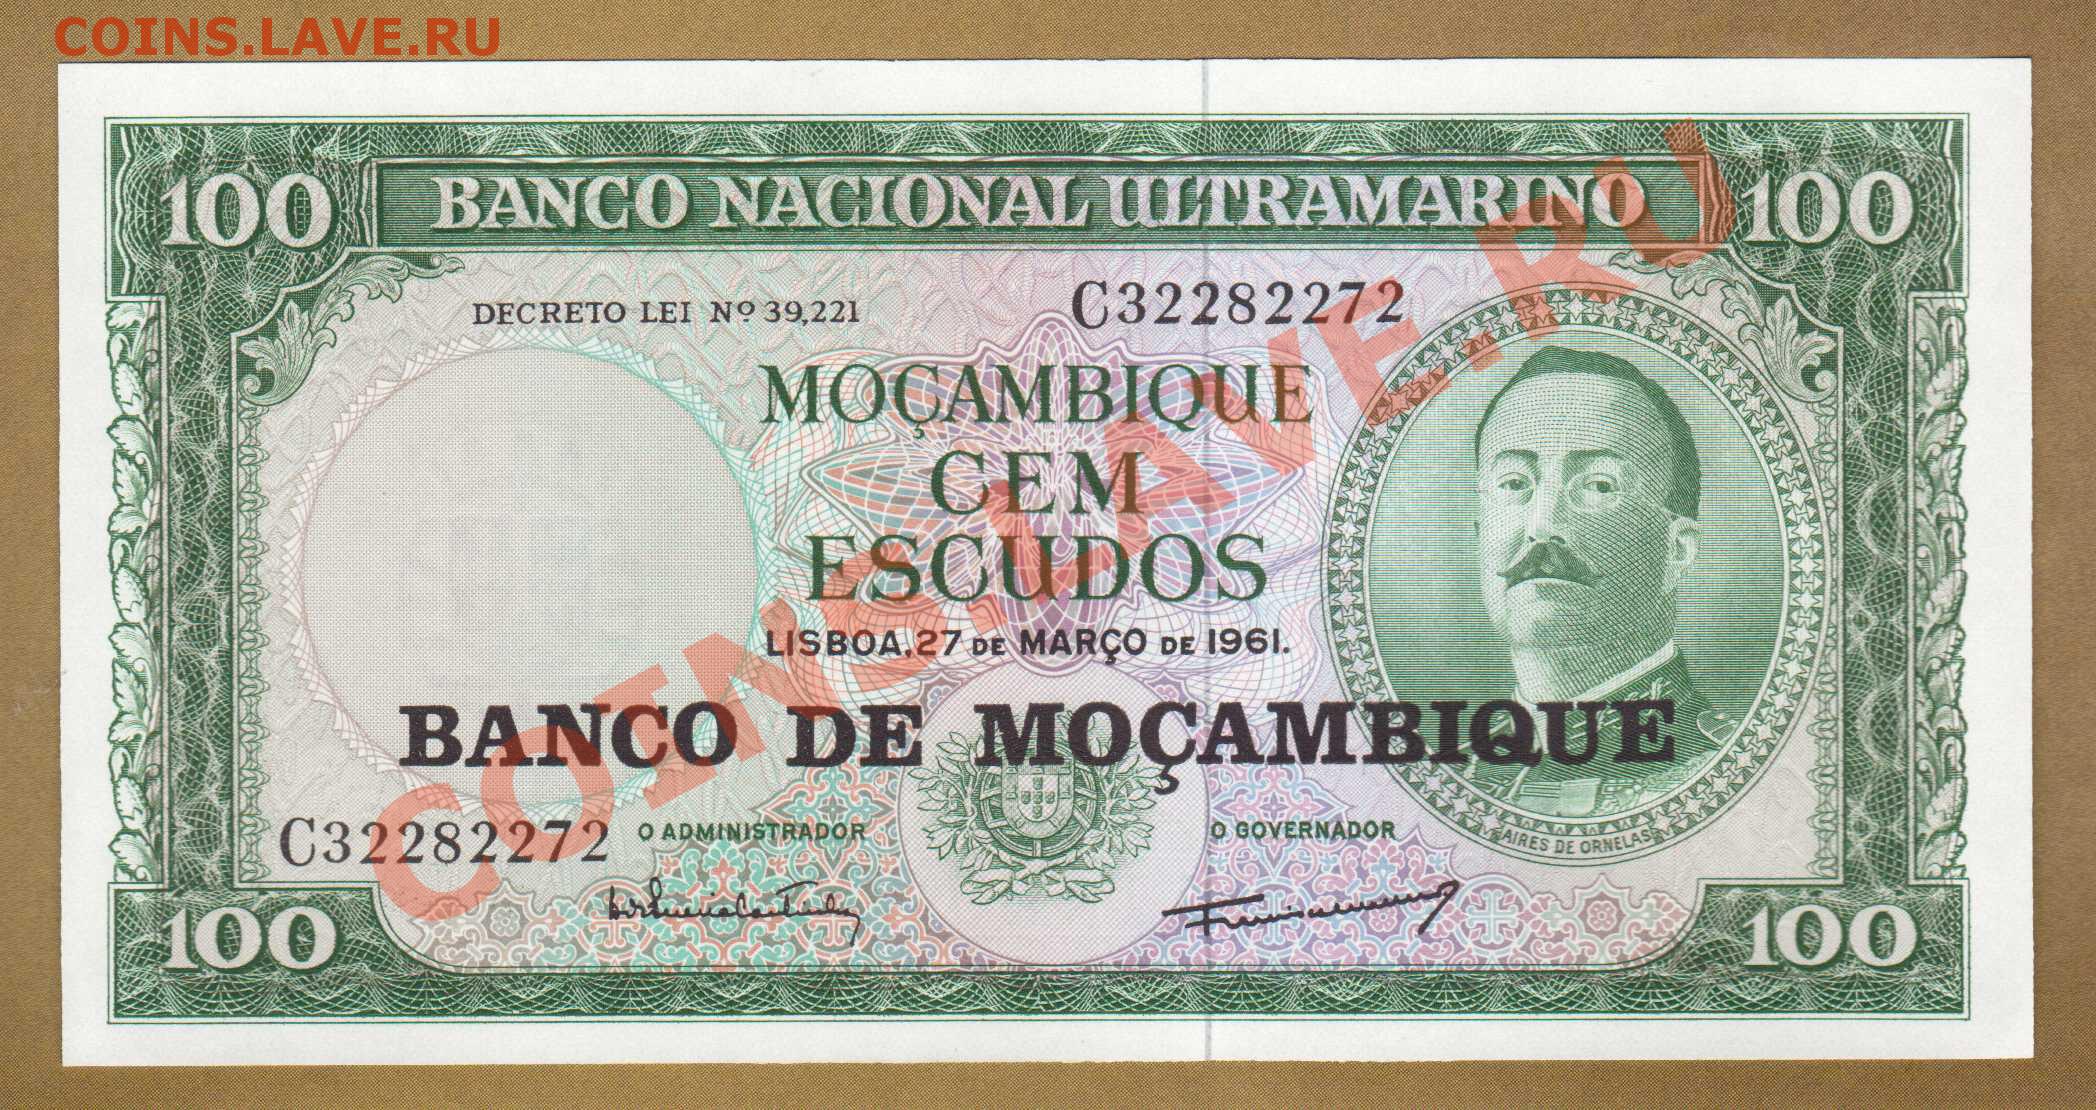 COINS.LAVE.RU
100 BANCO NACIONAL ULTRAMARINO 100
DECRETO LEI Nº 39,221
C32282272
MOÇAMBIQUE
CEM
ESCUDOS
LISBOA, 27 DE MARÇO DE 1961.
BANCO DE MOÇAMBIQUE
C32282272
O ADMINISTRADOR
O GOVERNADOR
AIRES DE ORNELAS
100 100
COINS.LAVE.RU